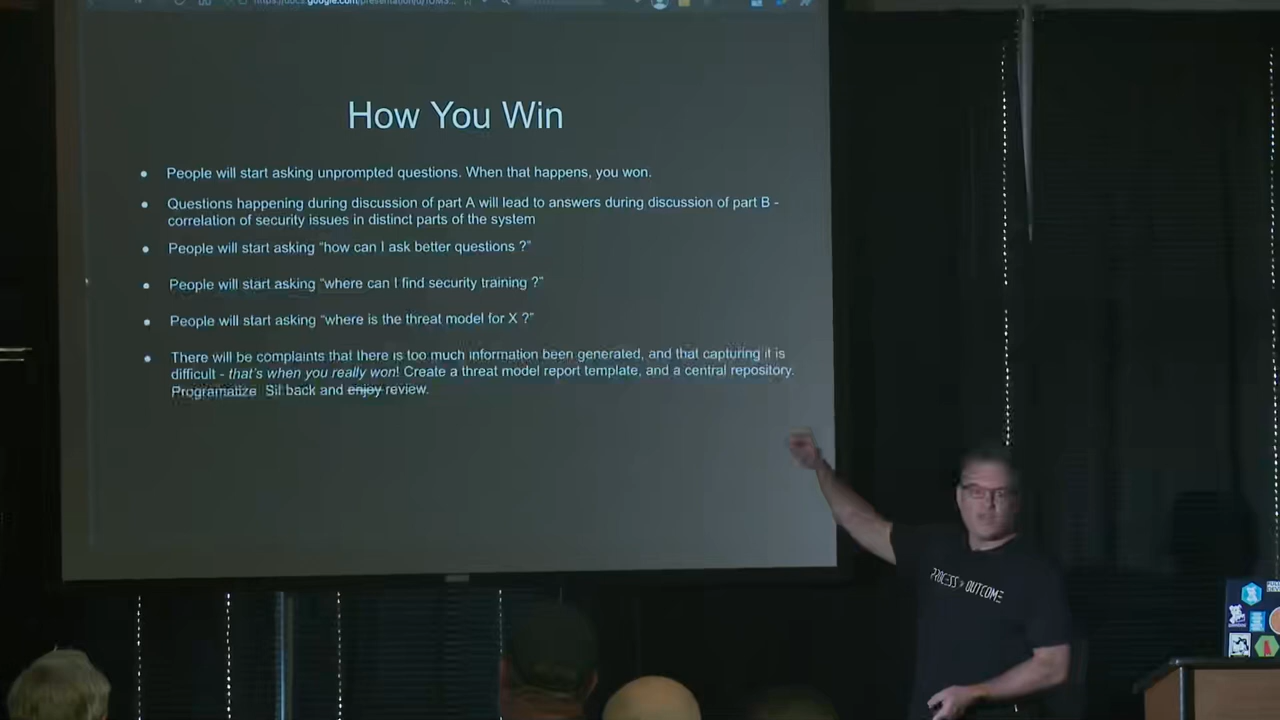 How You Win
People will start asking unprompted questions. When that happens, you won.
Questions happening during discussion of part A will lead to answers during discussion of part B -
correlation of security issues in distinct parts of the system
People will start asking “how can I ask better questions ?”
People will start asking “where can I find security training ?”
People will start asking “where is the threat model for X ?”
There will be complaints that there is too much information been generated, and that capturing it is
difficult - that's when you really won! Create a threat model report template, and a central repository.
Programatize Sit back and enjoy review.
PROCESS > OUTCOME